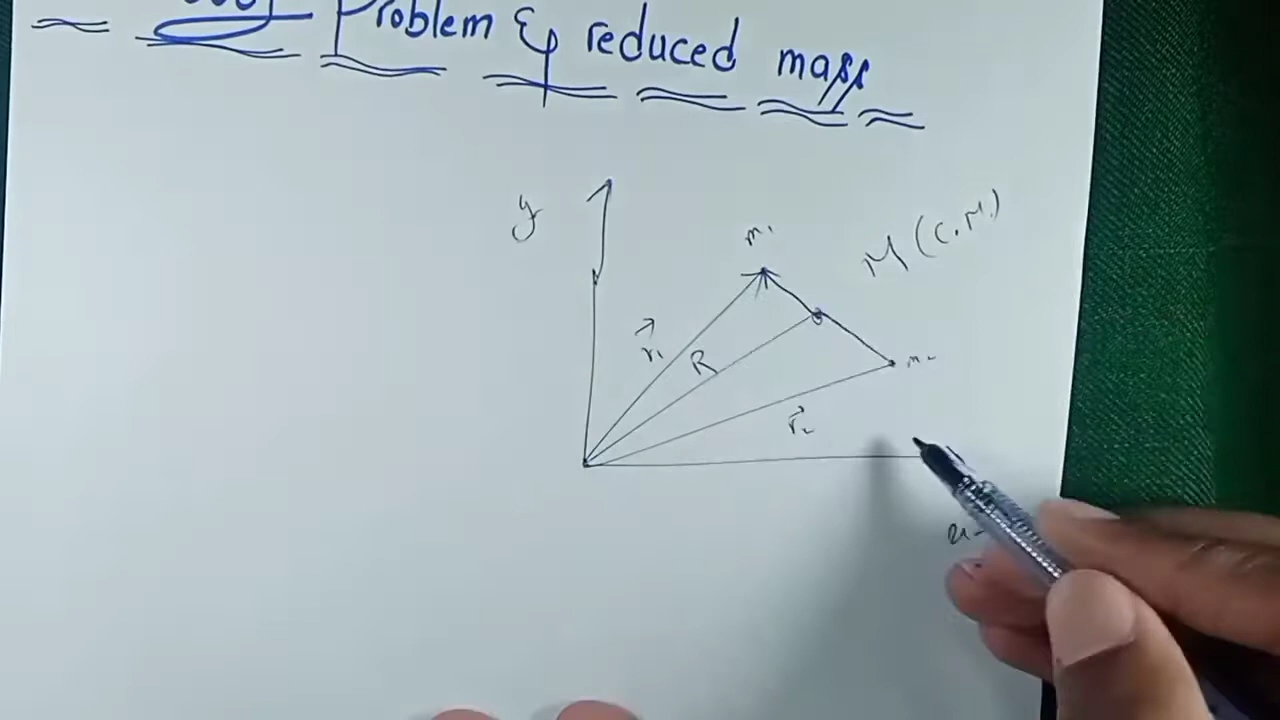 Problem & reduced mass
y
m₁
M (C.M.)
r⃗₁
R
m₂
r⃗₂